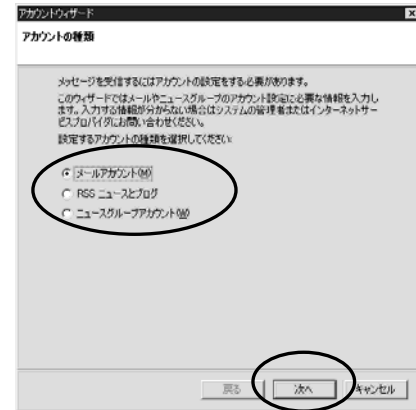 アカウントウィザード
アカウントの種類
メッセージを受信するにはアカウントの設定をする必要があります。
このウィザードではメールやニュースグループのアカウント設定に必要な情報を入力し
ます。入力する情報が分からない場合はシステムの管理者またはインターネットサー
ビスプロバイダにお問い合わせください。
設定するアカウントの種類を選択してください:
メールアカウント(M)
RSS ニュースとブログ
ニュースグループアカウント(W)
戻る
次へ
キャンセル